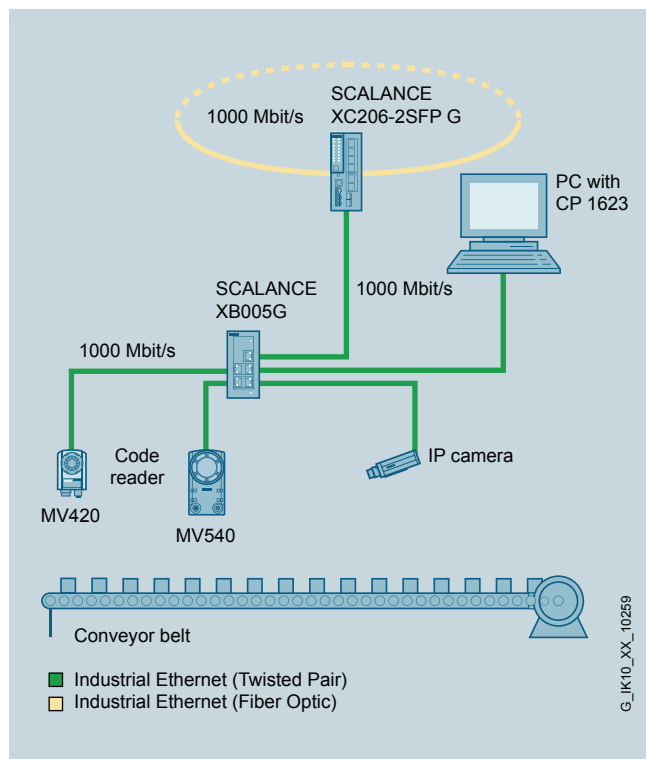 SCALANCE
XC206-2SFP G
1000 Mbit/s
PC with
CP 1623
SCALANCE
XB005G
1000 Mbit/s
1000 Mbit/s
Code
reader
IP camera
MV420
MV540
Conveyor belt
Industrial Ethernet (Twisted Pair)
Industrial Ethernet (Fiber Optic)
G_IK10_XX_10259